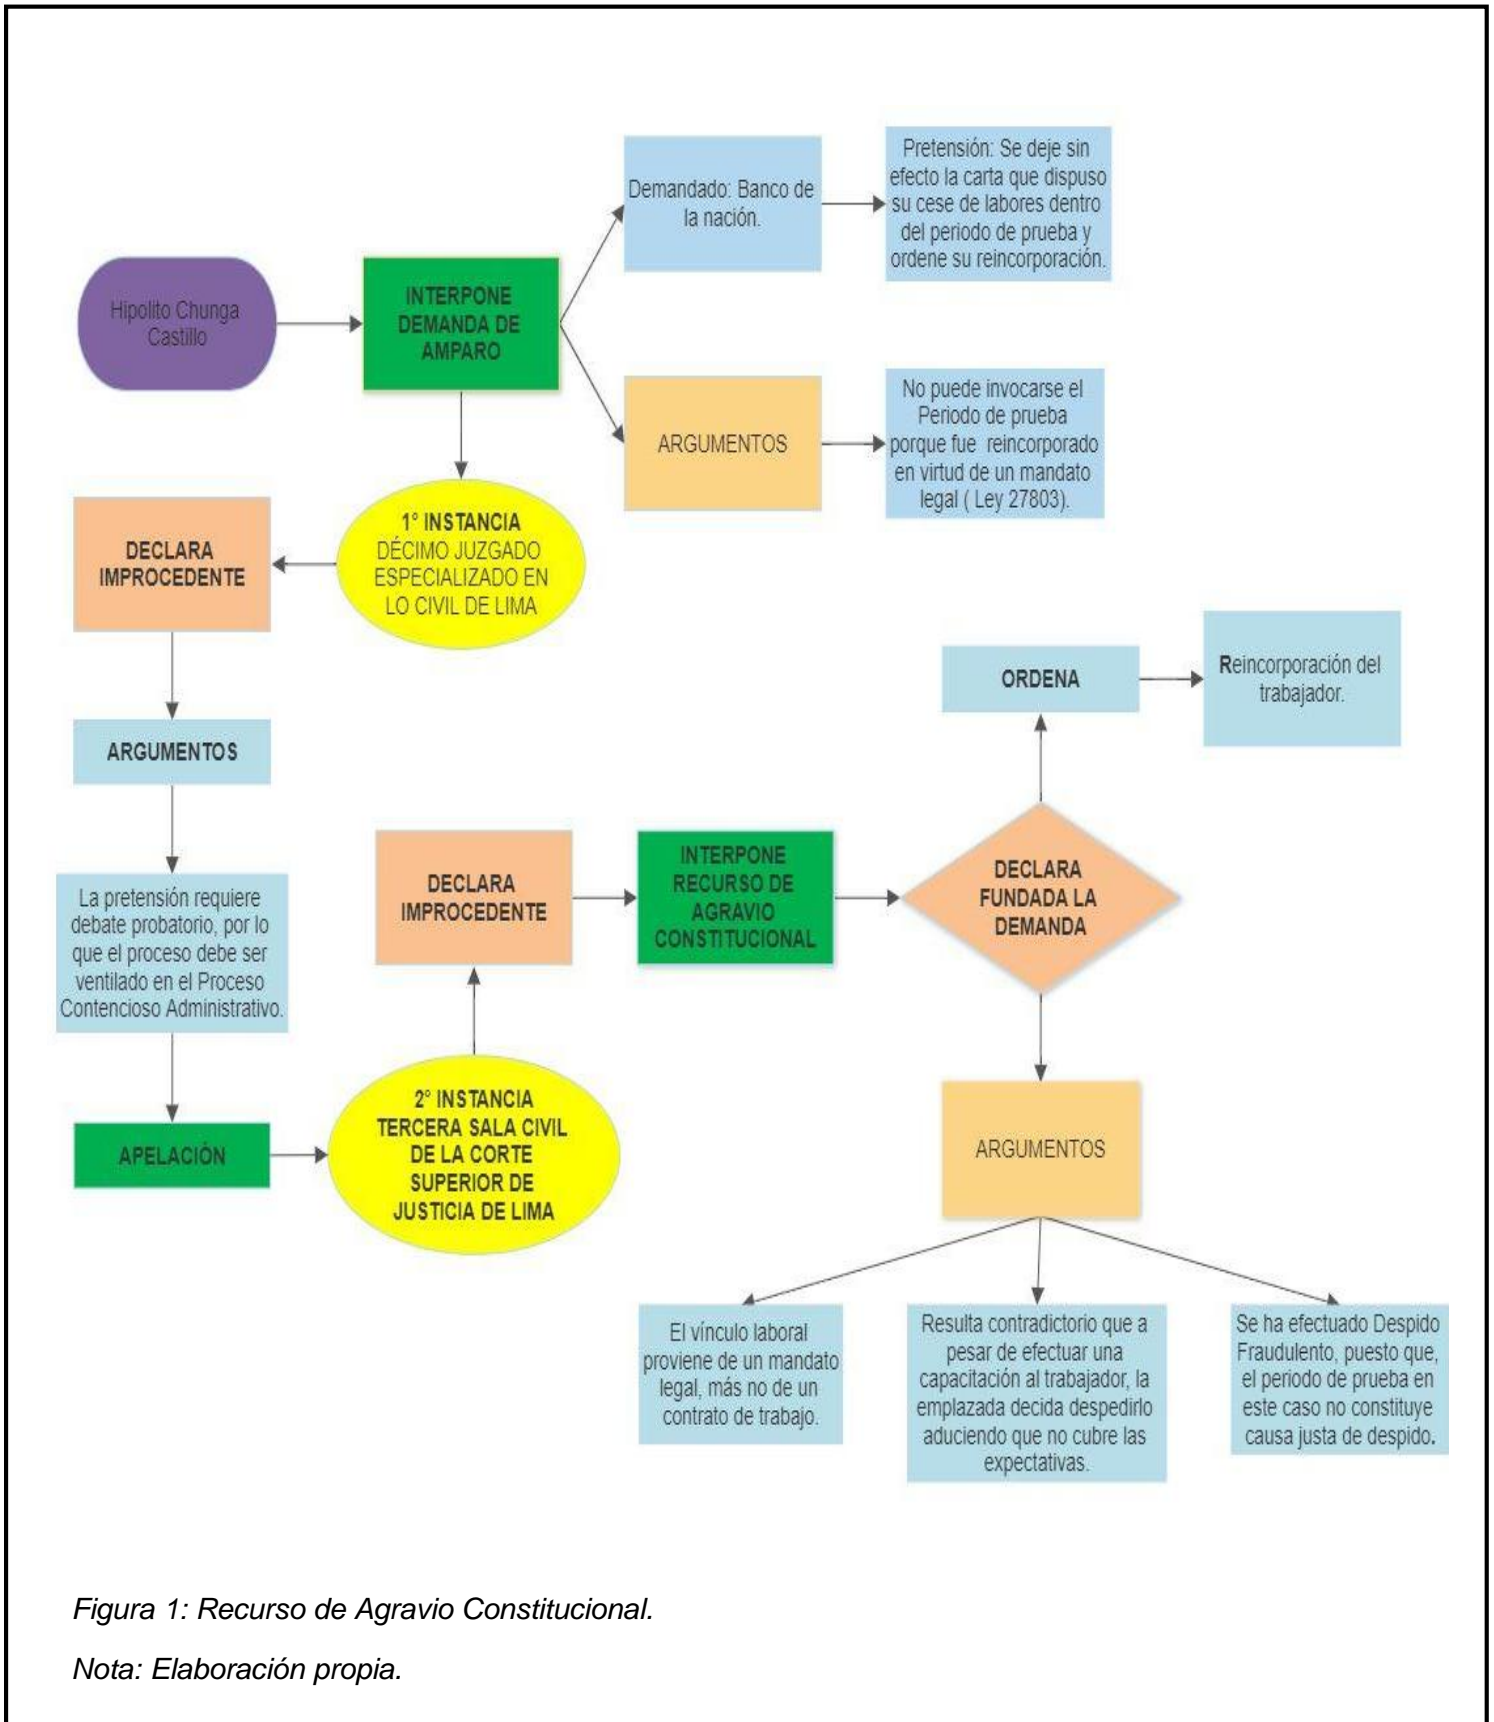 Hipolito Chunga
Castillo
INTERPONE
DEMANDA DE
AMPARO
Demandado: Banco de
la nación.
Pretensión: Se deje sin
efecto la carta que dispuso
su cese de labores dentro
del periodo de prueba y
ordene su reincorporación.
ARGUMENTOS
No puede invocarse el
Periodo de prueba
porque fue reincorporado
en virtud de un mandato
legal ( Ley 27803).
1° INSTANCIA
DÉCIMO JUZGADO
ESPECIALIZADO EN
LO CIVIL DE LIMA
DECLARA
IMPROCEDENTE
ARGUMENTOS
La pretensión requiere
debate probatorio, por lo
que el proceso debe ser
ventilado en el Proceso
Contencioso Administrativo.
APELACIÓN
2° INSTANCIA
TERCERA SALA CIVIL
DE LA CORTE
SUPERIOR DE
JUSTICIA DE LIMA
DECLARA
IMPROCEDENTE
INTERPONE
RECURSO DE
AGRAVIO
CONSTITUCIONAL
DECLARA
FUNDADA LA
DEMANDA
ORDENA
Reincorporación del
trabajador.
ARGUMENTOS
El vínculo laboral
proviene de un mandato
legal, más no de un
contrato de trabajo.
Resulta contradictorio que a
pesar de efectuar una
capacitación al trabajador, la
emplazada decida despedirlo
aduciendo que no cubre las
expectativas.
Se ha efectuado Despido
Fraudulento, puesto que,
el periodo de prueba en
este caso no constituye
causa justa de despido.
Figura 1: Recurso de Agravio Constitucional.
Nota: Elaboración propia.